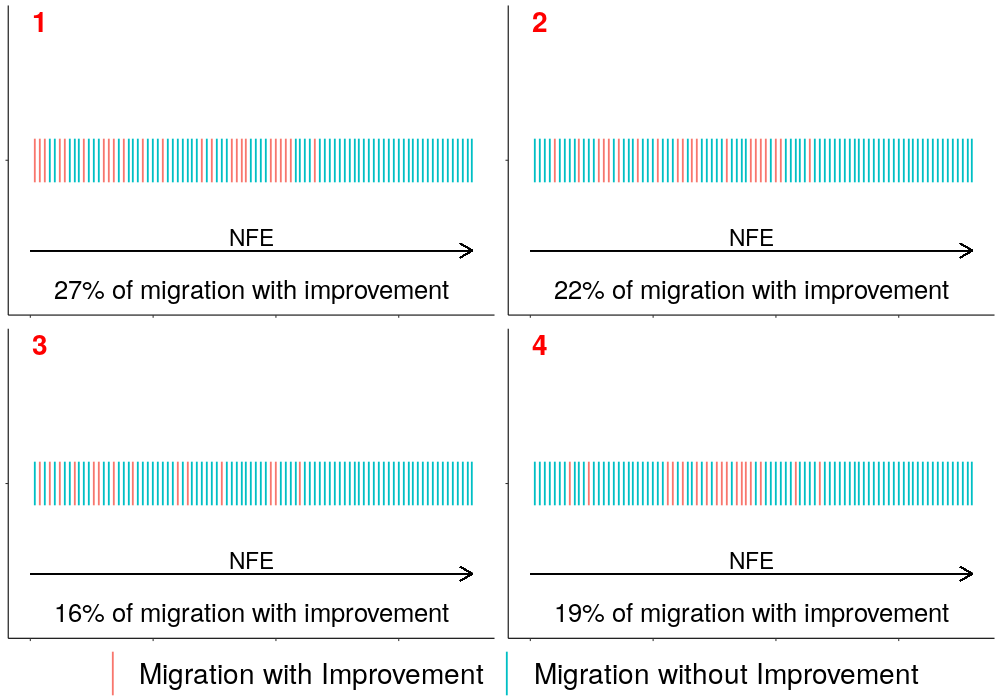 1
NFE
27% of migration with improvement
2
NFE
22% of migration with improvement
3
NFE
16% of migration with improvement
4
NFE
19% of migration with improvement
Migration with Improvement
Migration without Improvement